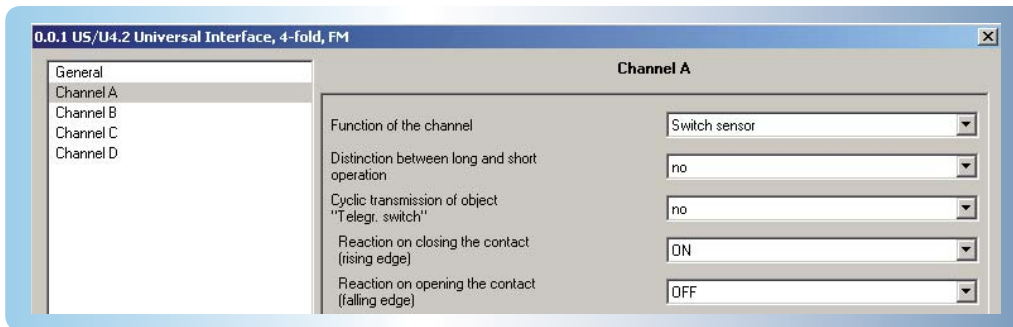 0.0.1 US/U4.2 Universal Interface, 4-fold, FM
General
Channel A
Channel B
Channel C
Channel D
Channel A
Function of the channel
Switch sensor
Distinction between long and short
operation
no
Cyclic transmission of object
"Telegr. switch"
no
Reaction on closing the contact
(rising edge)
ON
Reaction on opening the contact
(falling edge)
OFF